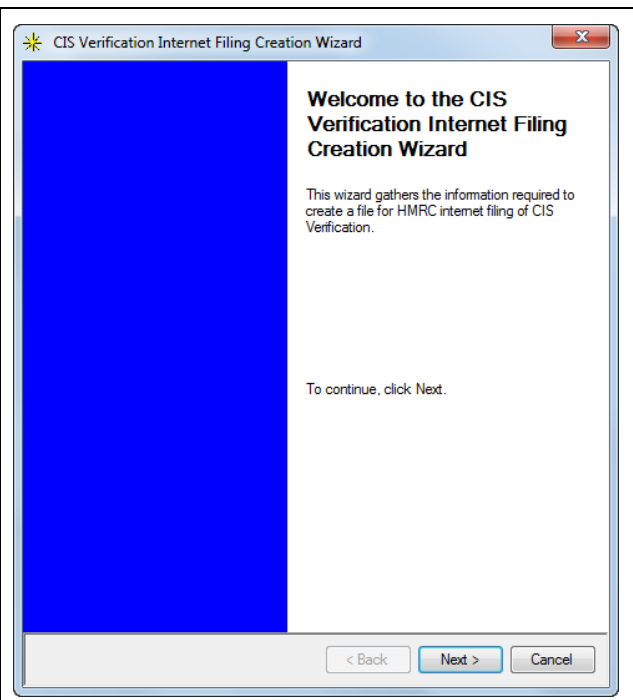 CIS Verification Internet Filing Creation Wizard
Welcome to the CIS
Verification Internet Filing
Creation Wizard
This wizard gathers the information required to
create a file for HMRC internet filing of CIS
Verification.
To continue, click Next.
< Back
Next >
Cancel